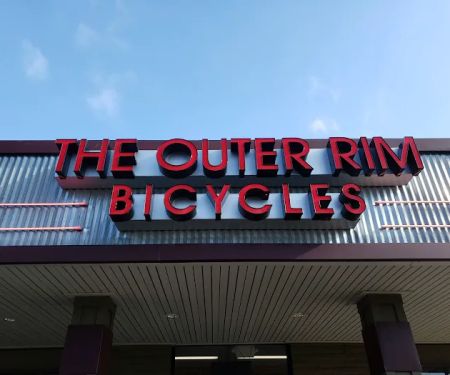 THE OUTER RIM
BICYCLES